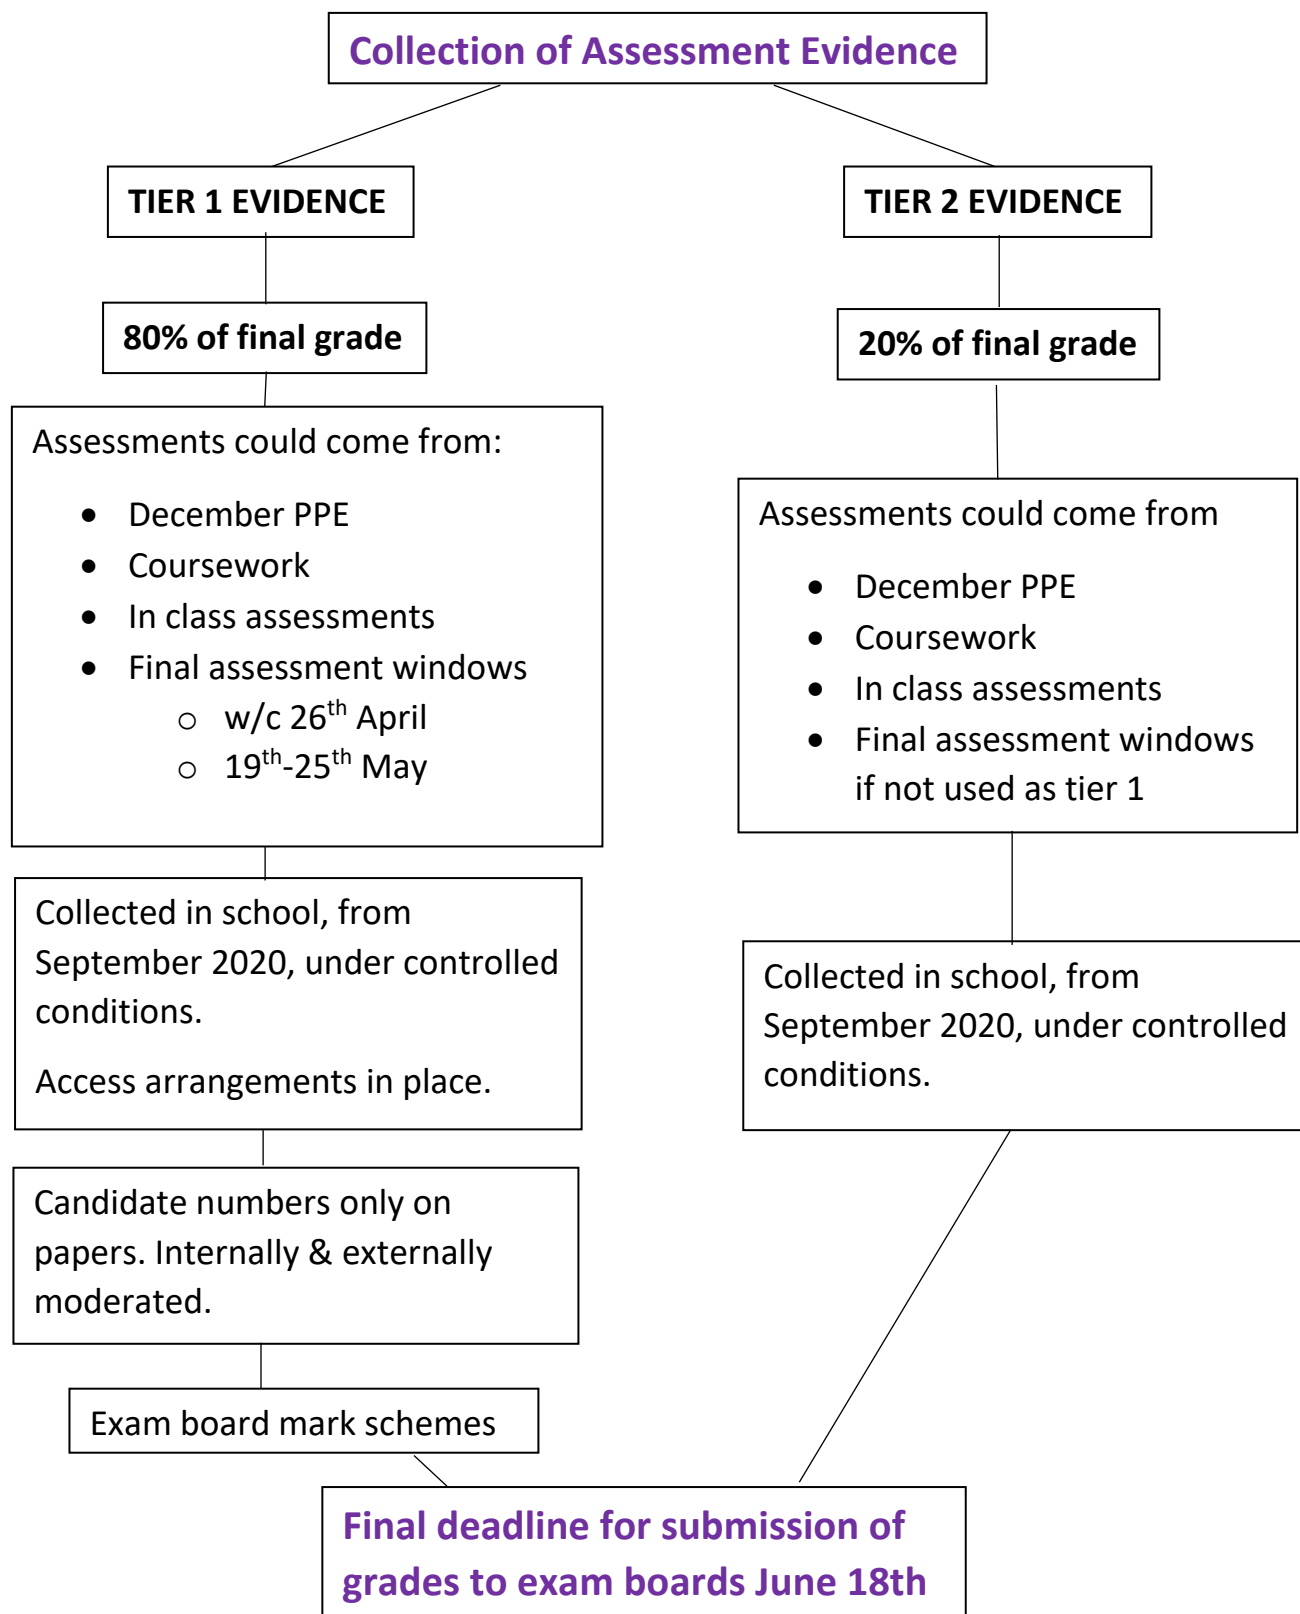 Collection of Assessment Evidence
TIER 1 EVIDENCE
80% of final grade
Assessments could come from:
• December PPE
• Coursework
• In class assessments
• Final assessment windows
o w/c 26th April
o 19th-25th May
Collected in school, from
September 2020, under controlled
conditions.
Access arrangements in place.
Candidate numbers only on
papers. Internally & externally
moderated.
Exam board mark schemes
TIER 2 EVIDENCE
20% of final grade
Assessments could come from
• December PPE
• Coursework
• In class assessments
• Final assessment windows
if not used as tier 1
Collected in school, from
September 2020, under controlled
conditions.
Final deadline for submission of
grades to exam boards June 18th